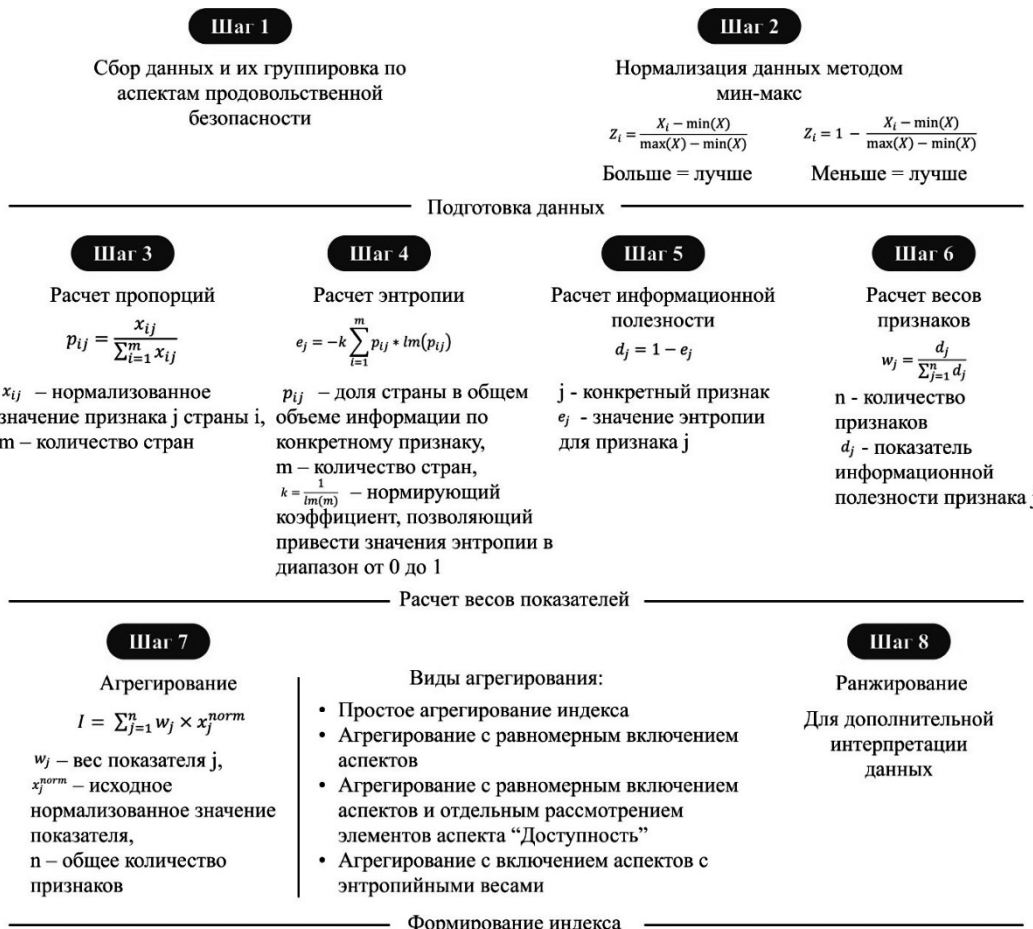 Шаг 1
Сбор данных и их группировка по
аспектам продовольственной
безопасности
Шаг 2
Нормализация данных методом
мин-макс
Z_i = (X_i − min(X)) / (max(X) − min(X))
Больше = лучше
Z_i = 1 − (X_i − min(X)) / (max(X) − min(X))
Меньше = лучше
Подготовка данных
Шаг 3
Расчет пропорций
p_ij = x_ij / ∑_{i=1}^{m} x_ij
x_ij – нормализованное
значение признака j страны i,
m – количество стран
Шаг 4
Расчет энтропии
e_j = −k ∑_{i=1}^{m} p_ij * lm(p_ij)
p_ij – доля страны в общем
объеме информации по
конкретному признаку,
m – количество стран,
k = 1/lm(m) – нормирующий
коэффициент, позволяющий
привести значения энтропии в
диапазон от 0 до 1
Шаг 5
Расчет информационной
полезности
d_j = 1 − e_j
j - конкретный признак
e_j - значение энтропии
для признака j
Шаг 6
Расчет весов
признаков
w_j = d_j / ∑_{j=1}^{n} d_j
n - количество
признаков
d_j - показатель
информационной
полезности признака j
Расчет весов показателей
Шаг 7
Агрегирование
I = ∑_{j=1}^{n} w_j × x_j^{norm}
w_j – вес показателя j,
x_j^{norm} – исходное
нормализованное значение
показателя,
n – общее количество
признаков
Виды агрегирования:
• Простое агрегирование индекса
• Агрегирование с равномерным включением
аспектов
• Агрегирование с равномерным включением
аспектов и отдельным рассмотрением
элементов аспекта “Доступность”
• Агрегирование с включением аспектов с
энтропийными весами
Шаг 8
Ранжирование
Для дополнительной
интерпретации
данных
Формирование индекса